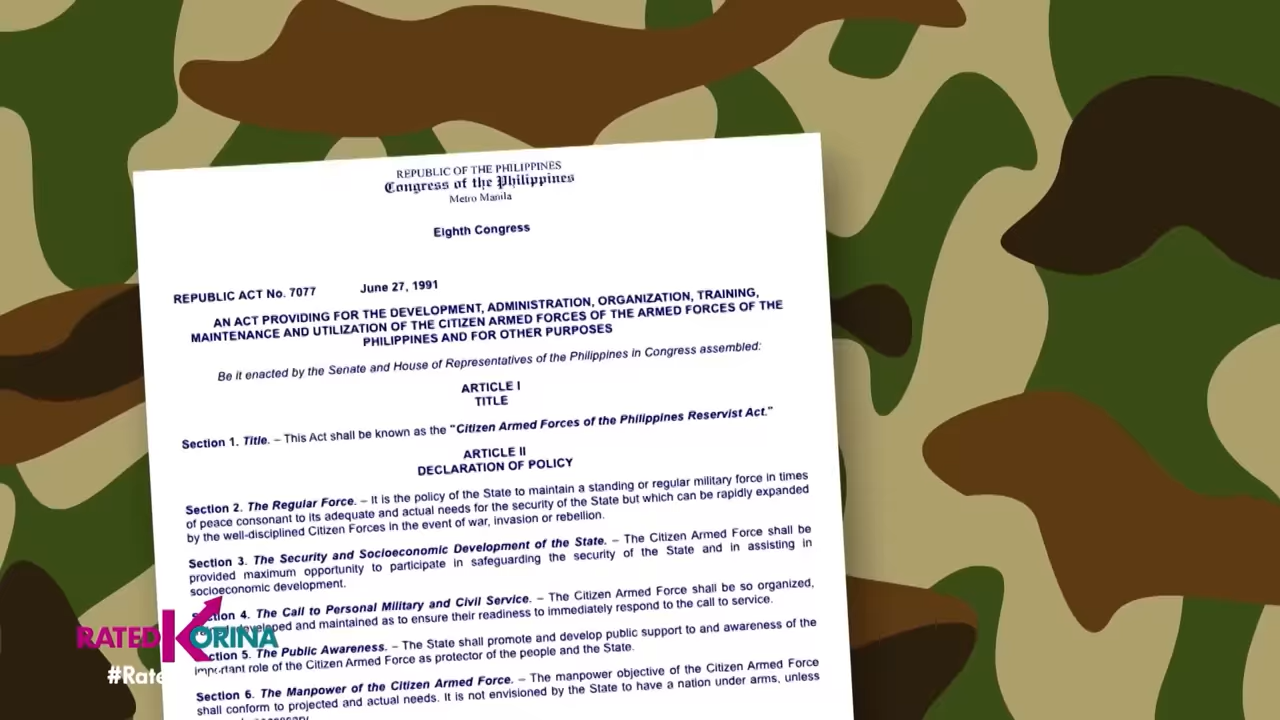 REPUBLIC OF THE PHILIPPINES
Congress of the Philippines
Metro Manila
Eighth Congress
REPUBLIC ACT No. 7077 June 27, 1991
AN ACT PROVIDING FOR THE DEVELOPMENT, ADMINISTRATION, ORGANIZATION, TRAINING,
MAINTENANCE AND UTILIZATION OF THE CITIZEN ARMED FORCES OF THE ARMED FORCES OF THE
PHILIPPINES AND FOR OTHER PURPOSES
Be it enacted by the Senate and House of Representatives of the Philippines in Congress assembled:
ARTICLE I
TITLE
Section 1. Title. – This Act shall be known as the "Citizen Armed Forces of the Philippines Reservist Act."
ARTICLE II
DECLARATION OF POLICY
Section 2. The Regular Force. – It is the policy of the State to maintain a standing or regular military force in times
of peace consonant to its adequate and actual needs for the security of the State but which can be rapidly expanded
by the well-disciplined Citizen Forces in the event of war, invasion or rebellion.
Section 3. The Security and Socioeconomic Development of the State. – The Citizen Armed Force shall be
provided maximum opportunity to participate in safeguarding the security of the State and in assisting in
socioeconomic development.
4. The Call to Personal Military and Civil Service. – The Citizen Armed Force shall be so organized,
and maintained as to ensure their readiness to immediately respond to the call to service.
5. The Public Awareness. – The State shall promote and develop public support to and awareness of the
important role of the Citizen Armed Force as protector of the people and the State.
Section 6. The Manpower of the Citizen Armed Force. – The manpower objective of the Citizen Armed Force
shall conform to projected and actual needs. It is not envisioned by the State to have a nation under arms, unless
RATED KORINA
#Rate